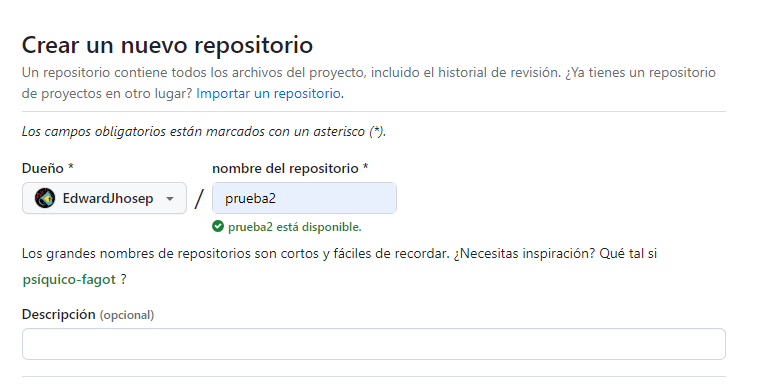 Crear un nuevo repositorio
Un repositorio contiene todos los archivos del proyecto, incluido el historial de revisión. ¿Ya tienes un repositorio
de proyectos en otro lugar? Importar un repositorio.
Los campos obligatorios están marcados con un asterisco (*).
Dueño * nombre del repositorio *
EdwardJhosep / prueba2
prueba2 está disponible.
Los grandes nombres de repositorios son cortos y fáciles de recordar. ¿Necesitas inspiración? Qué tal si
psíquico-fagot ?
Descripción (opcional)